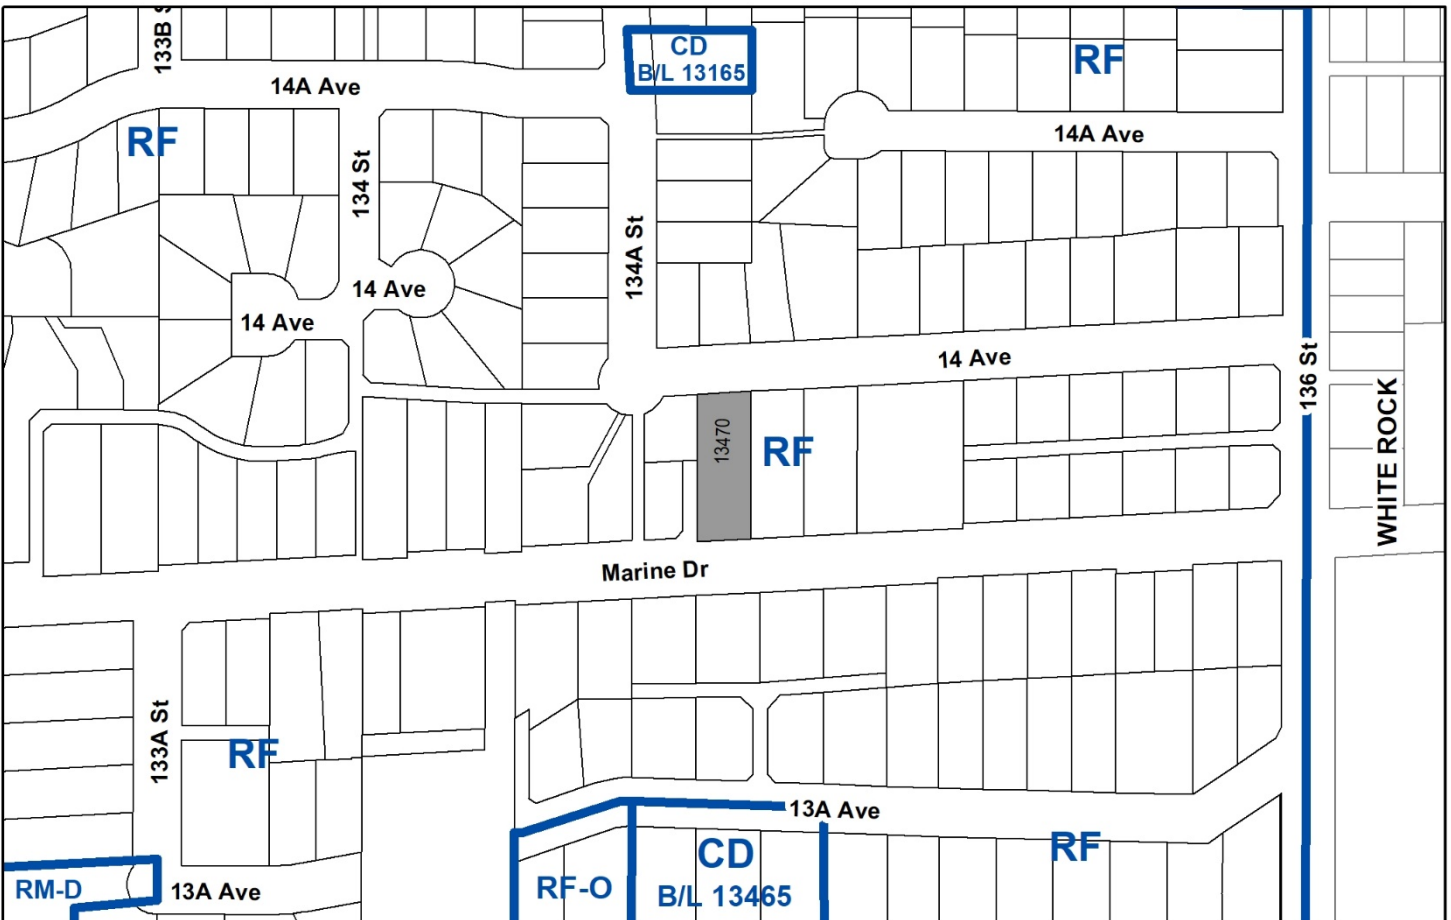 133B S
CD
B/L 13165
RF
14A Ave
RF
14A Ave
134 St
134A St
14 Ave
14 Ave
14 Ave
136 St
WHITE ROCK
13470
RF
Marine Dr
133A St
RF
13A Ave
RF
CD
RM-D
13A Ave
RF-O
B/L 13465